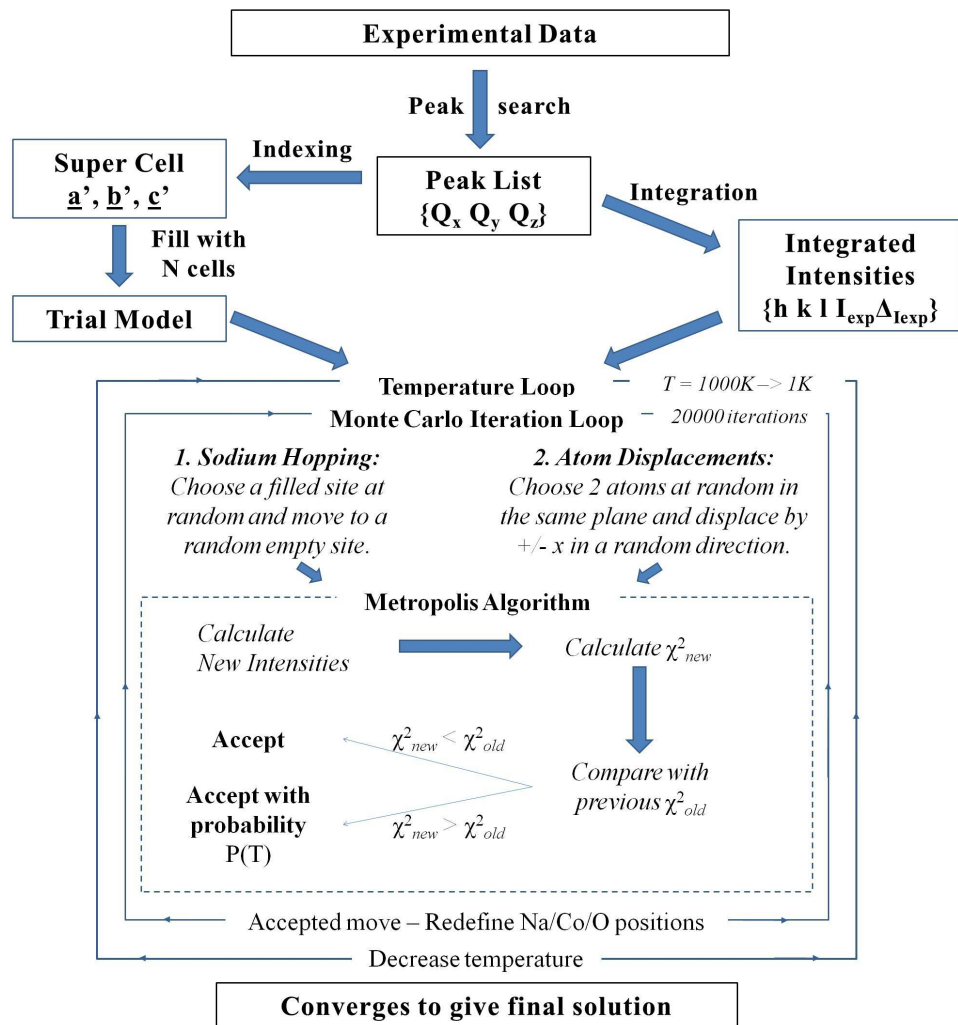 Experimental Data
Peak search
Indexing
Super Cell
a’, b’, c’
Peak List
{Qx Qy Qz}
Integration
Fill with
N cells
Integrated
Intensities
{h k l Iexp ΔIexp}
Trial Model
Temperature Loop
T = 1000K –> 1K
Monte Carlo Iteration Loop
20000 iterations
1. Sodium Hopping:
Choose a filled site at
random and move to a
random empty site.
2. Atom Displacements:
Choose 2 atoms at random in
the same plane and displace by
+/- x in a random direction.
Metropolis Algorithm
Calculate
New Intensities
Calculate χ²new
Accept
χ²new < χ²old
Compare with
previous χ²old
Accept with
probability
P(T)
χ²new > χ²old
Accepted move – Redefine Na/Co/O positions
Decrease temperature
Converges to give final solution